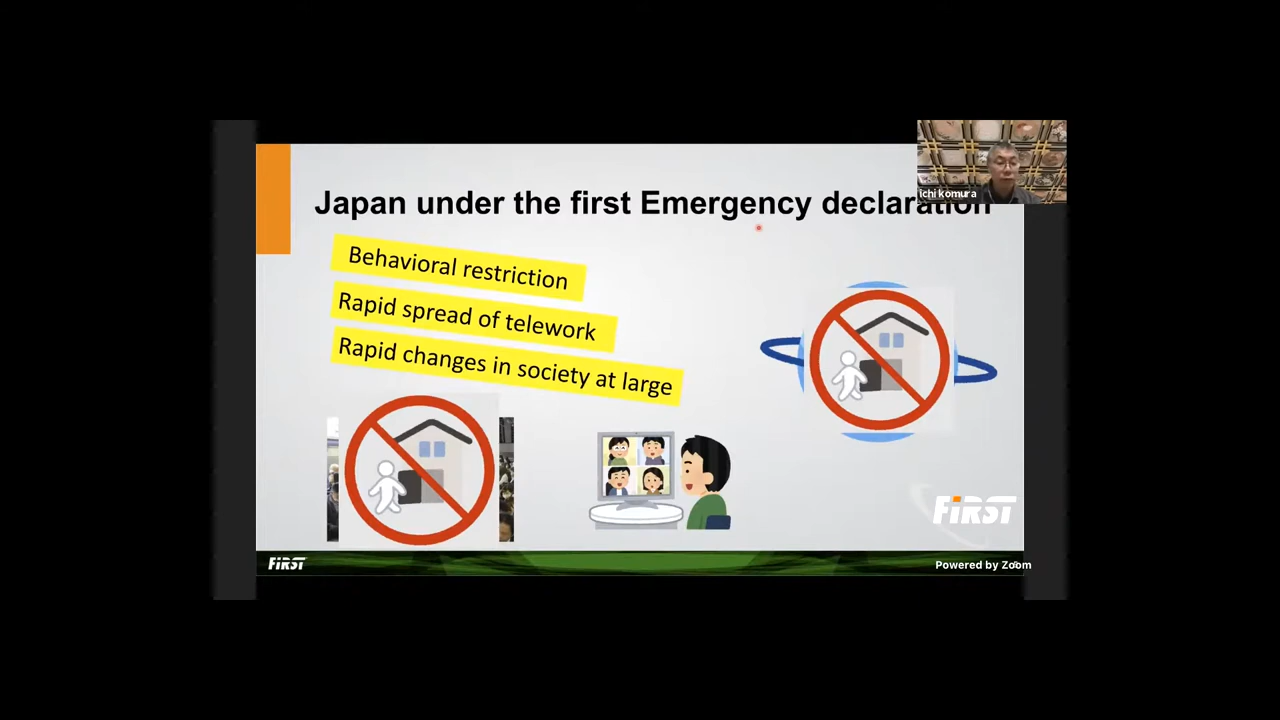 Japan under the first Emergency declaration
ichi komura
Behavioral restriction
Rapid spread of telework
Rapid changes in society at large
FIRST
FIRST
Powered by Zoom